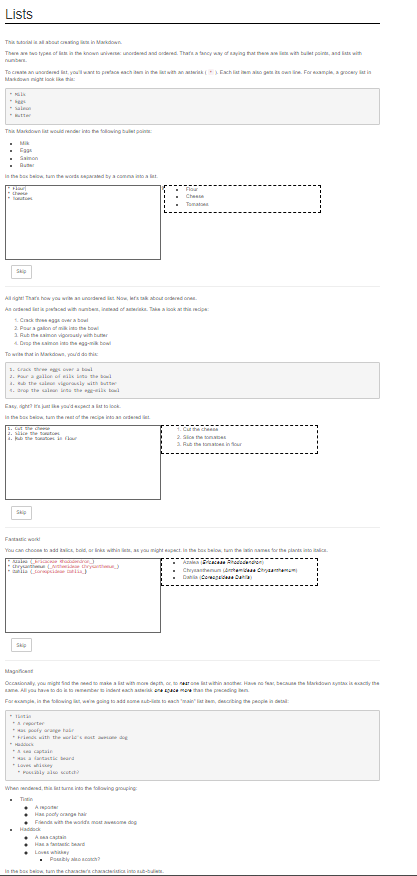 Lists
This tutorial is all about creating lists in Markdown.
There are two types of lists in the known universe: unordered and ordered. That's a fancy way of saying that there are lists with bullet points, and lists with
numbers.
To create an unordered list, you'll want to preface each item in the list with an asterisk ( * ). Each list item also gets its own line. For example, a grocery list in
Markdown might look like this:
* Milk
* Eggs
* Salmon
* Butter
This Markdown list would render into the following bullet points:
• Milk
• Eggs
• Salmon
• Butter
In the box below, turn the words separated by a comma into a list.
* Flour
* Cheese
* Tomatoes
• Flour
• Cheese
• Tomatoes
Skip
All right! That's how you write an unordered list. Now, let's talk about ordered ones.
An ordered list is prefaced with numbers, instead of asterisks. Take a look at this recipe:
1. Crack three eggs over a bowl
2. Pour a gallon of milk into the bowl
3. Rub the salmon vigorously with butter
4. Drop the salmon into the egg-milk bowl
To write that in Markdown, you'd do this:
1. Crack three eggs over a bowl
2. Pour a gallon of milk into the bowl
3. Rub the salmon vigorously with butter
4. Drop the salmon into the egg-milk bowl
Easy, right? It's just like you'd expect a list to look.
In the box below, turn the rest of the recipe into an ordered list.
1. Cut the cheese
2. Slice the tomatoes
3. Rub the tomatoes in flour
1. Cut the cheese
2. Slice the tomatoes
3. Rub the tomatoes in flour
Skip
Fantastic work!
You can choose to add italics, bold, or links within lists, as you might expect. In the box below, turn the latin names for the plants into italics.
* Azalea (_Ericaceae Rhododendron_)
* Chrysanthemum (_Anthemideae Chrysanthemum_)
* Dahlia (_Coreopsideae Dahlia_)
• Azalea (Ericaceae Rhododendron)
• Chrysanthemum (Anthemideae Chrysanthemum)
• Dahlia (Coreopsideae Dahlia)
Skip
Magnificent!
Occasionally, you might find the need to make a list with more depth, or, to nest one list within another. Have no fear, because the Markdown syntax is exactly the
same. All you have to do is to remember to indent each asterisk one space more than the preceding item.
For example, in the following list, we're going to add some sub-lists to each "main" list item, describing the people in detail:
* Tintin
* A reporter
* Has poofy orange hair
* Friends with the world's most awesome dog
* Haddock
* A sea captain
* Has a fantastic beard
* Loves whiskey
* Possibly also scotch?
When rendered, this list turns into the following grouping:
• Tintin
• A reporter
• Has poofy orange hair
• Friends with the world's most awesome dog
• Haddock
• A sea captain
• Has a fantastic beard
• Loves whiskey
• Possibly also scotch?
In the box below, turn the character's characteristics into sub-bullets.